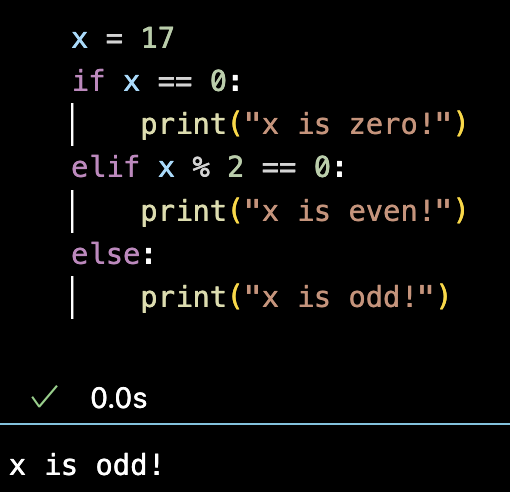 x = 17
if x == 0:
    print("x is zero!")
elif x % 2 == 0:
    print("x is even!")
else:
    print("x is odd!")
✓ 0.0s
x is odd!